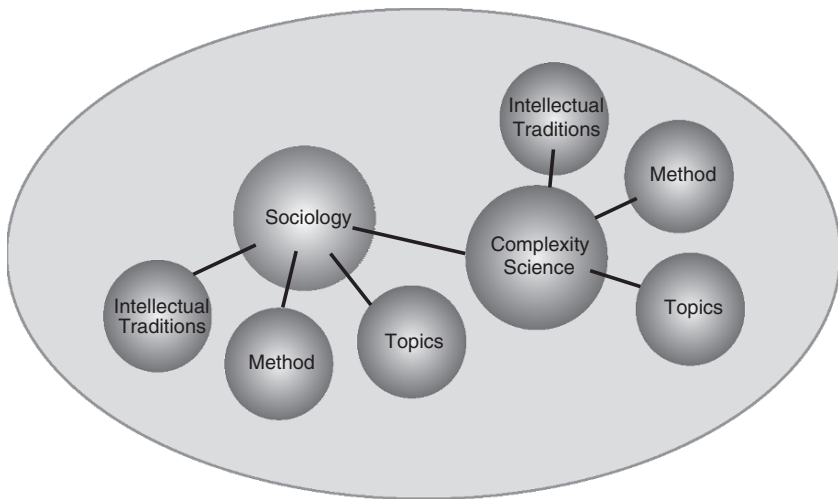 Intellectual
Traditions
Method
Sociology
Complexity
Science
Intellectual
Traditions
Topics
Topics
Method